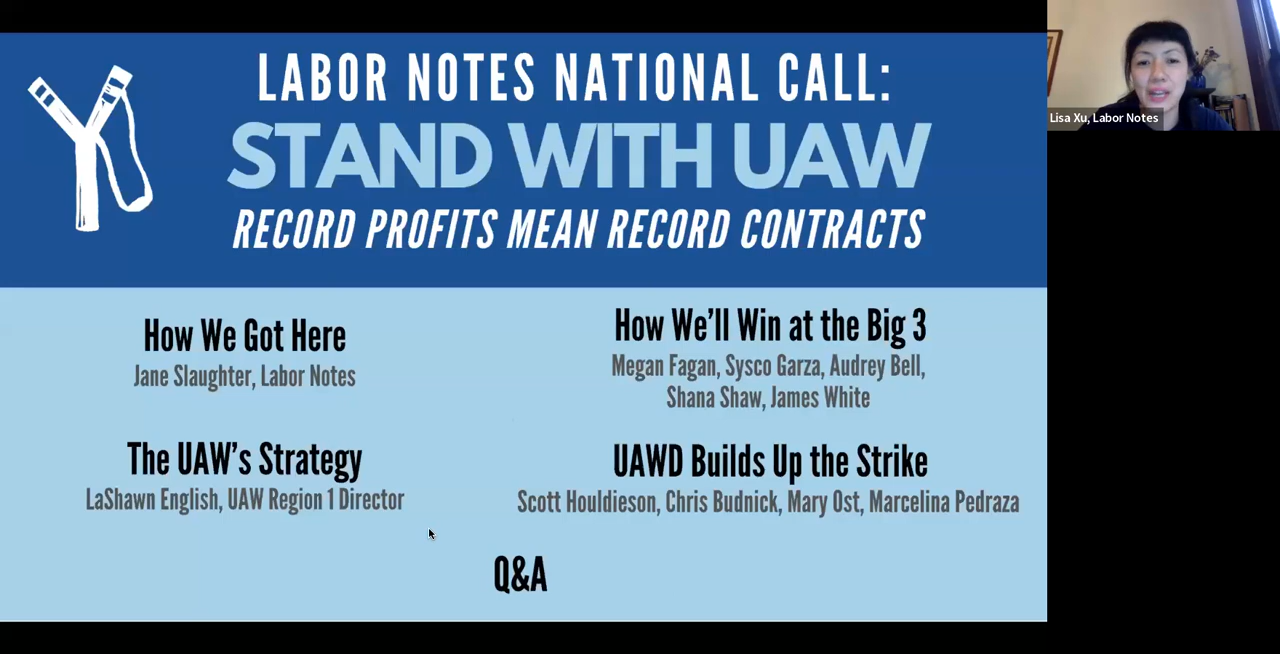 LABOR NOTES NATIONAL CALL:
STAND WITH UAW
RECORD PROFITS MEAN RECORD CONTRACTS
How We Got Here
Jane Slaughter, Labor Notes
The UAW’s Strategy
LaShawn English, UAW Region 1 Director
How We’ll Win at the Big 3
Megan Fagan, Sysco Garza, Audrey Bell,
Shana Shaw, James White
UAWD Builds Up the Strike
Scott Houldieson, Chris Budnick, Mary Ost, Marcelina Pedraza
Q&A
Lisa Xu, Labor Notes